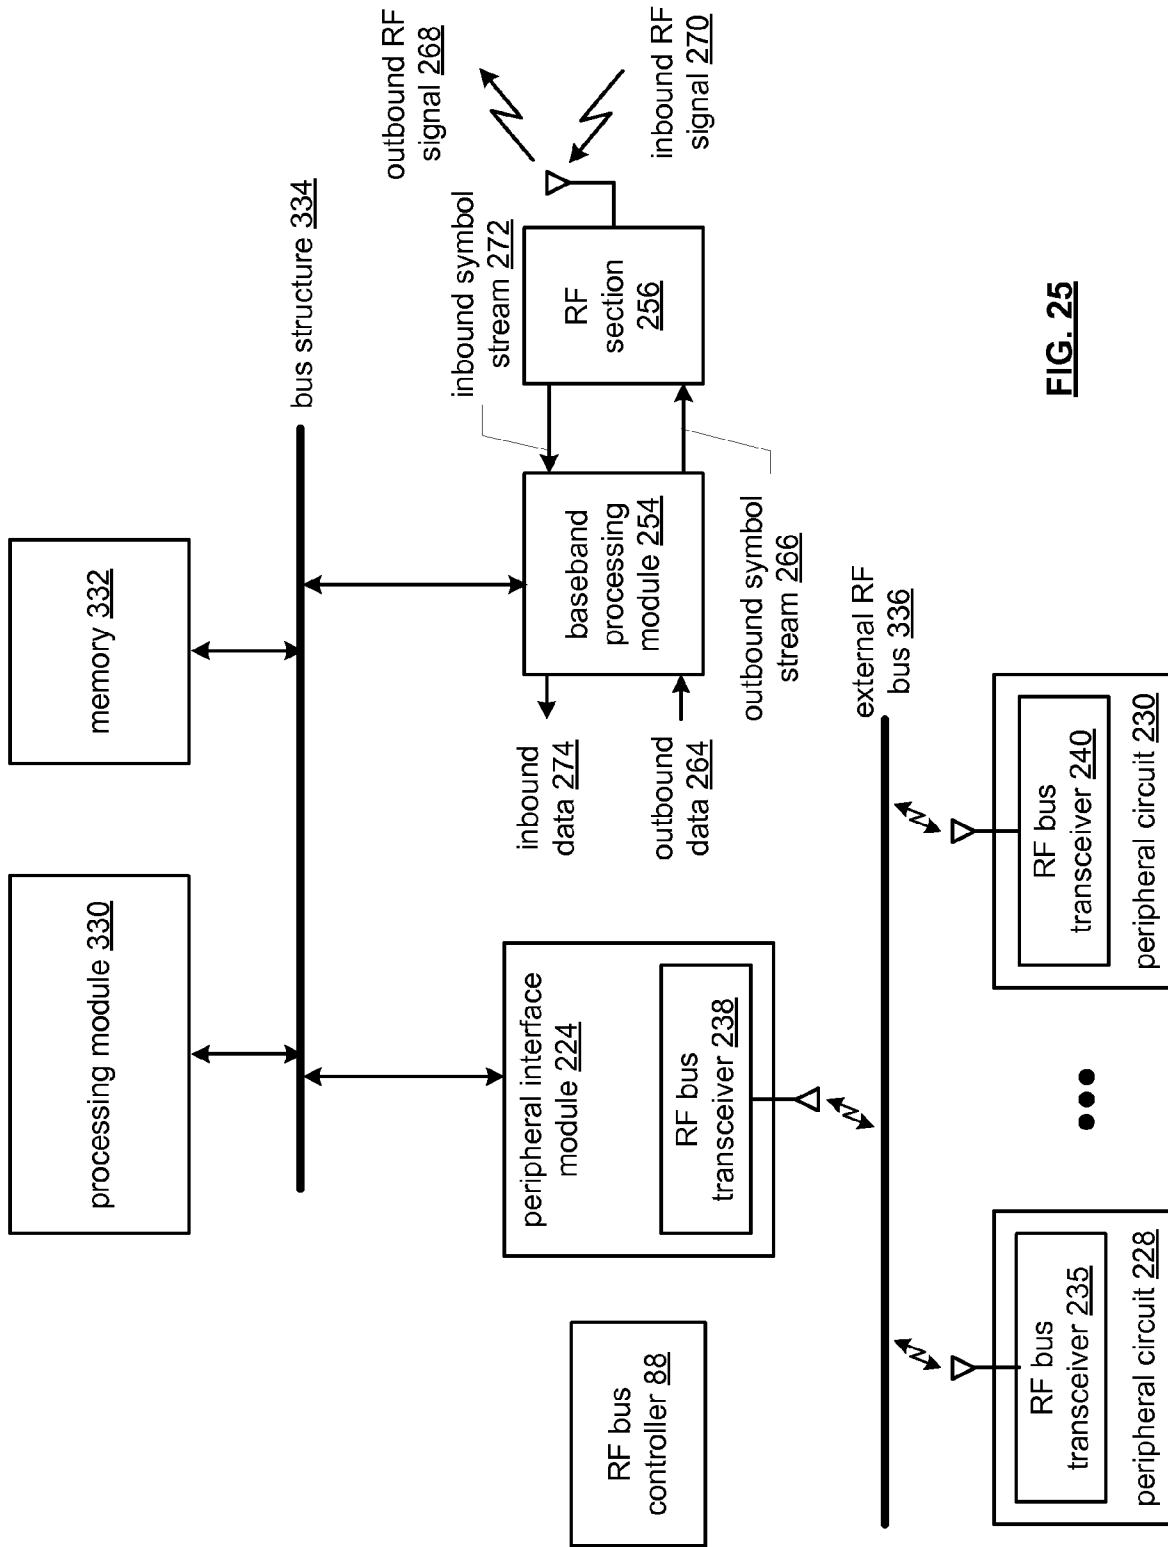 processing module 330
memory 332
bus structure 334
outbound RF
signal 268
inbound RF
signal 270
inbound symbol
stream 272
RF
section
256
baseband
processing
module 254
outbound symbol
stream 266
inbound
data 274
outbound
data 264
peripheral interface
module 224
RF bus
transceiver 238
RF bus
controller 88
external RF
bus 336
RF bus
transceiver 235
peripheral circuit 228
RF bus
transceiver 240
peripheral circuit 230
FIG. 25